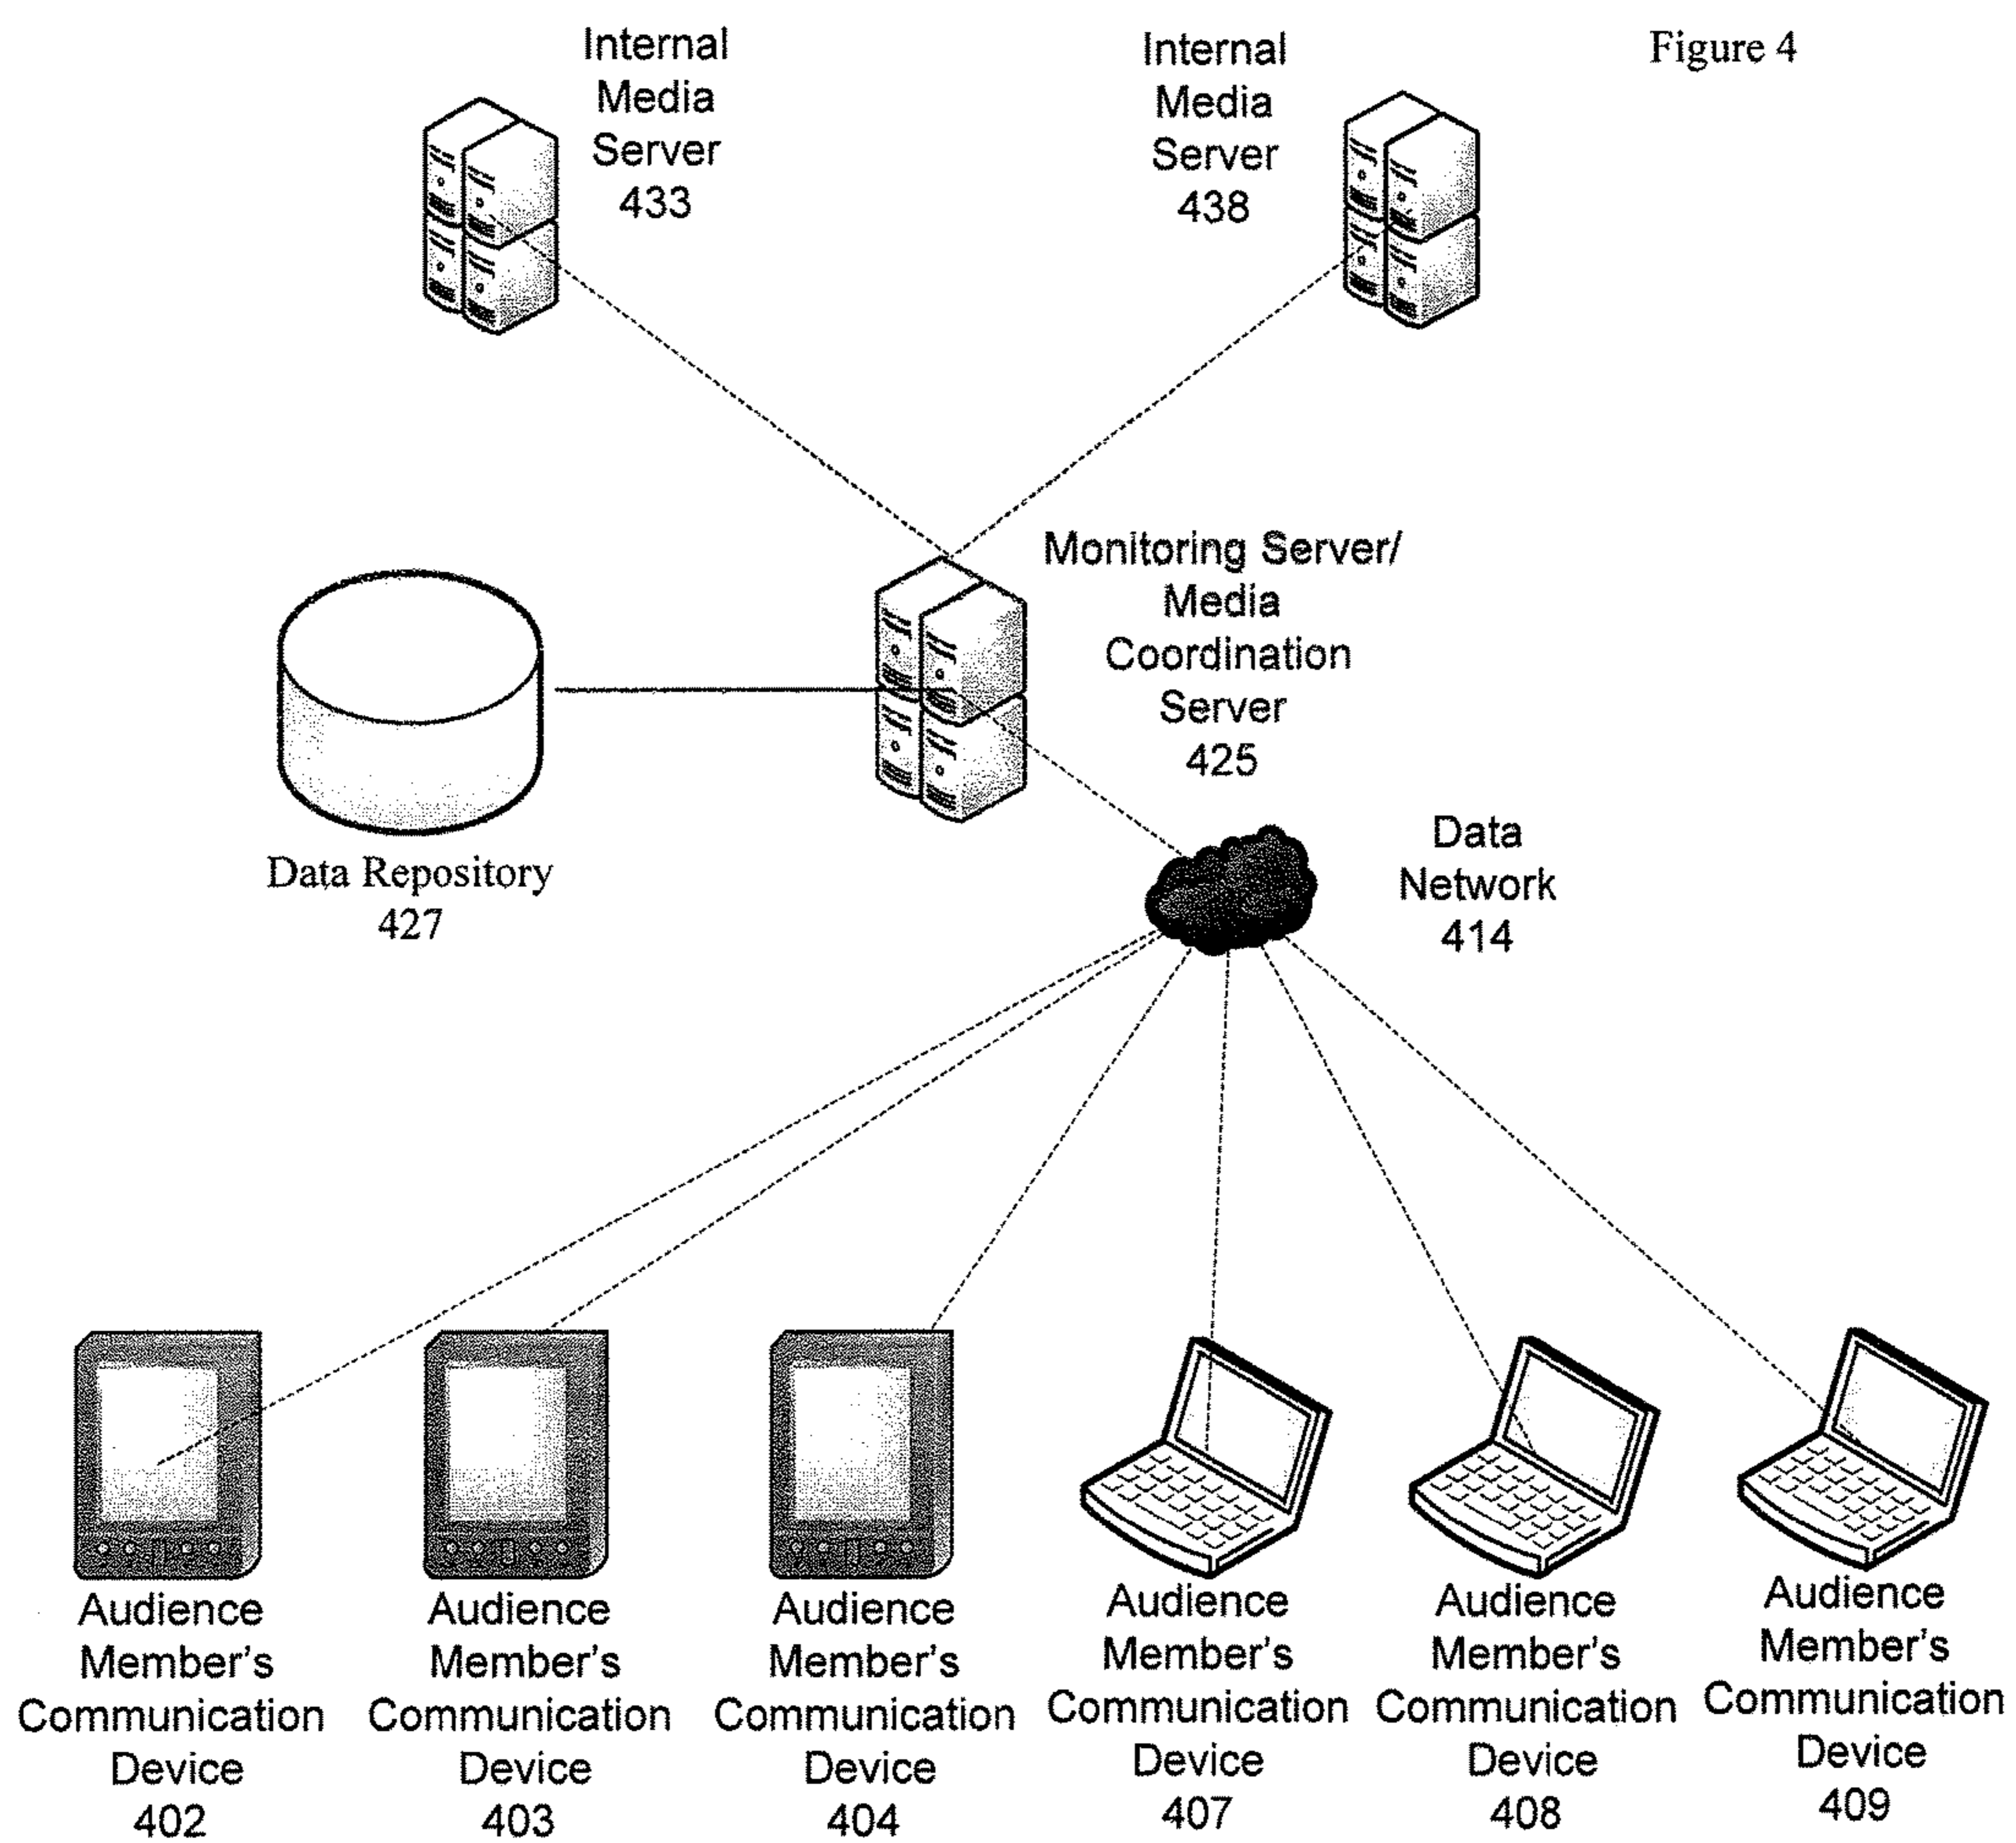 Figure 4
Internal
Media
Server
433
Internal
Media
Server
438
Monitoring Server/
Media
Coordination
Server
425
Data Repository
427
Data
Network
414
Audience
Member's
Communication
Device
402
Audience
Member's
Communication
Device
403
Audience
Member's
Communication
Device
404
Audience
Member's
Communication
Device
407
Audience
Member's
Communication
Device
408
Audience
Member's
Communication
Device
409